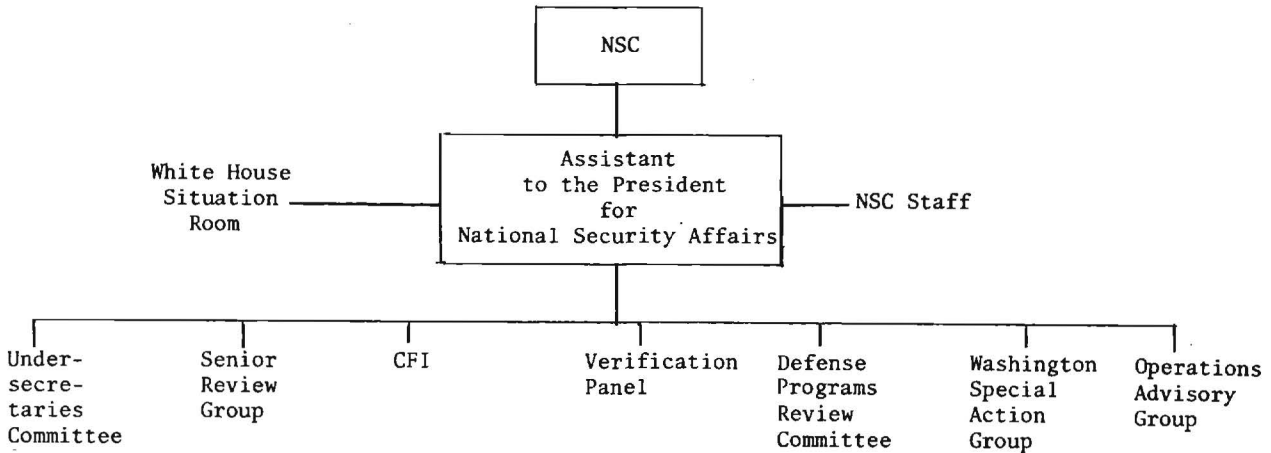 NSC
Assistant
to the President
for
National Security Affairs
White House
Situation
Room
NSC Staff
Under-
secre-
taries
Committee
Senior
Review
Group
CFI
Verification
Panel
Defense
Programs
Review
Committee
Washington
Special
Action
Group
Operations
Advisory
Group